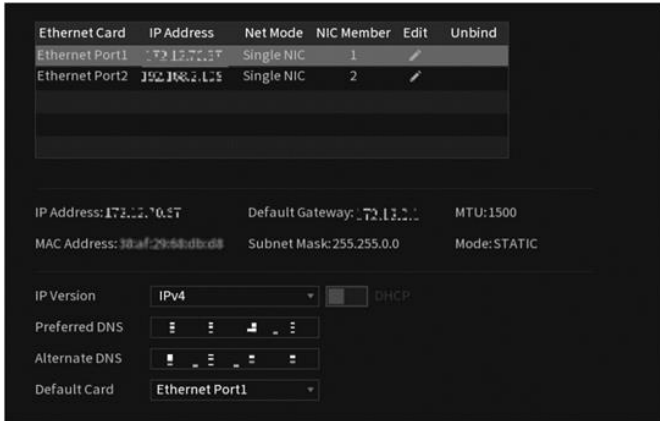 Ethernet Card IP Address Net Mode NIC Member Edit Unbind
Ethernet Port1 Single NIC 1
Ethernet Port2 Single NIC 2
IP Address: Default Gateway: MTU:1500
MAC Address: Subnet Mask:255.255.0.0 Mode:STATIC
IP Version IPv4 DHCP
Preferred DNS
Alternate DNS
Default Card Ethernet Port1